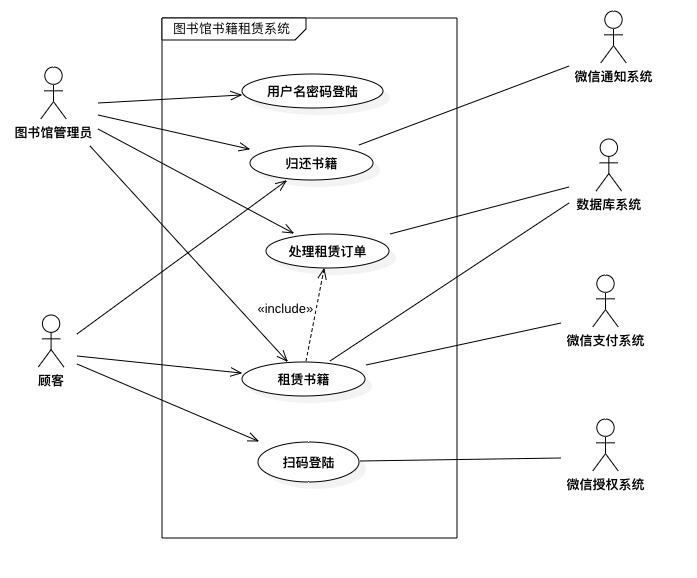 图书馆书籍租赁系统
微信通知系统
用户名密码登陆
图书馆管理员
归还书籍
数据库系统
处理租赁订单
«include»
微信支付系统
顾客
租赁书籍
扫码登陆
微信授权系统